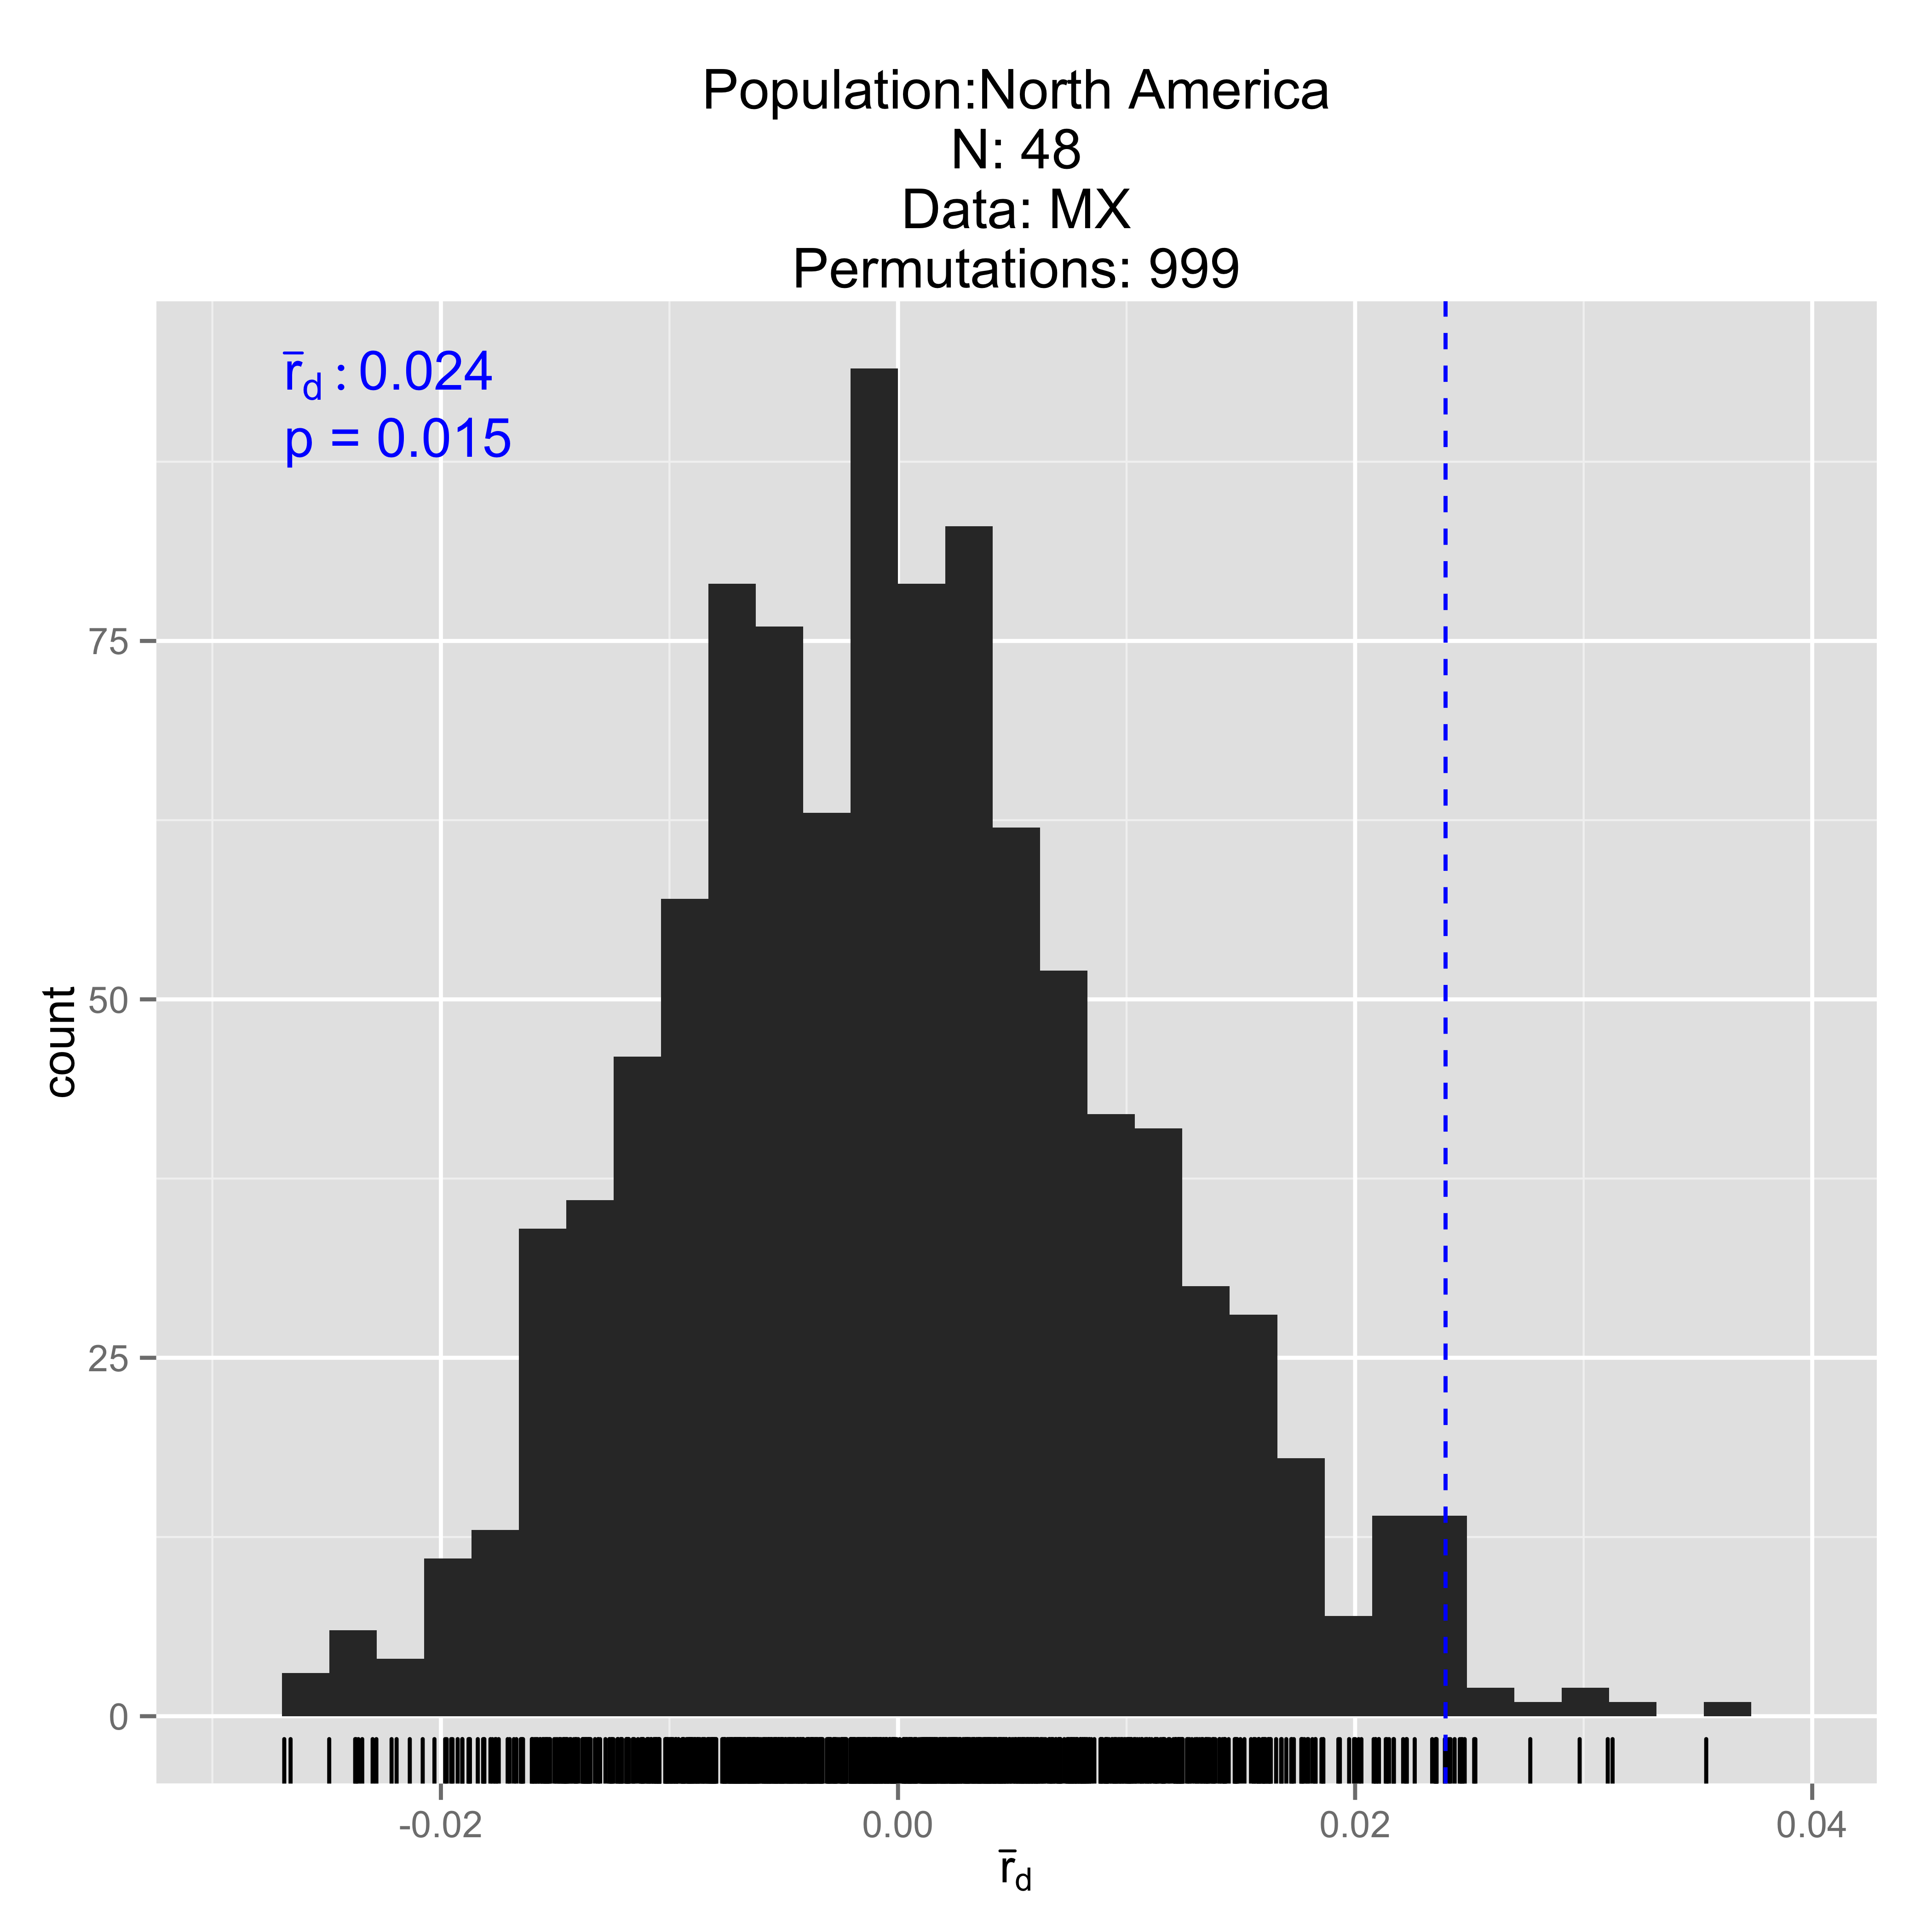 Population:North America
N: 48
Data: MX
Permutations: 999
r̄d : 0.024
p = 0.015
75
50
25
0
count
-0.02
0.00
0.02
0.04
r̄d